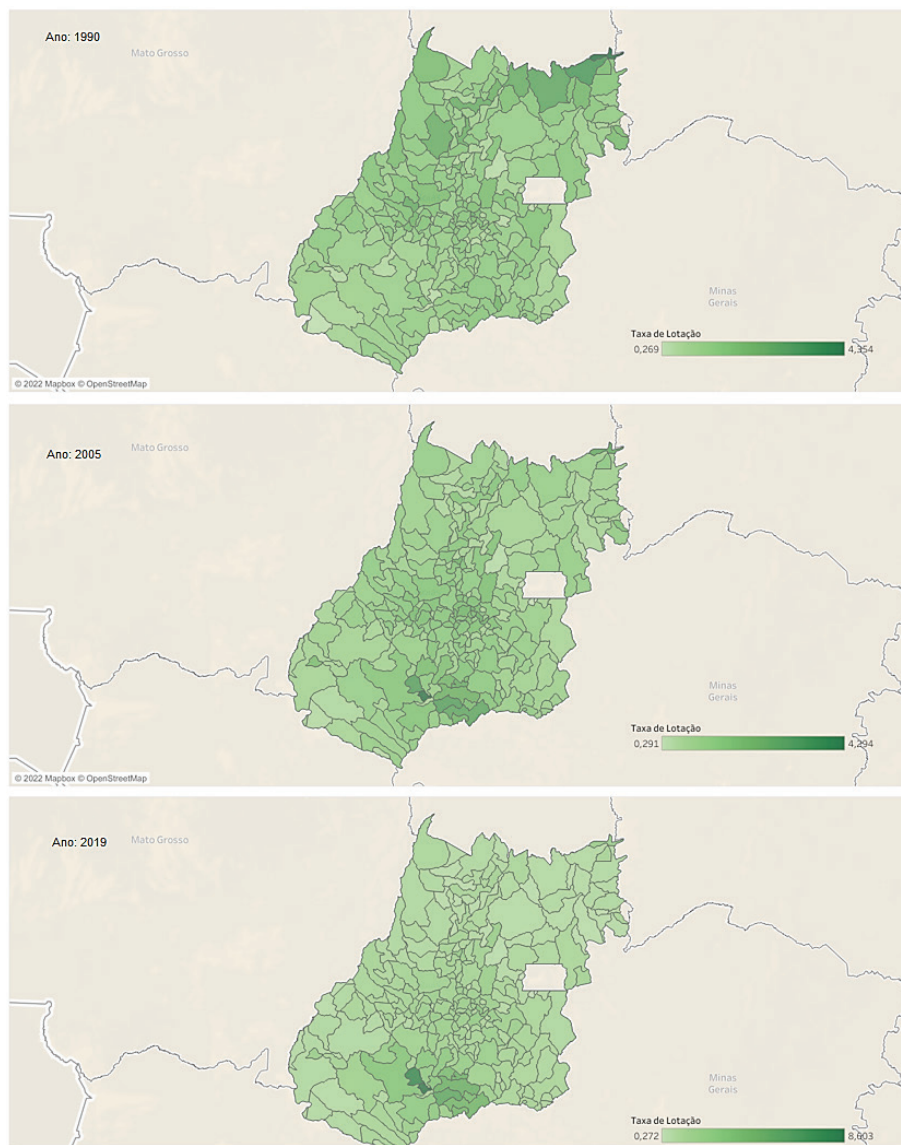 Ano: 1990
Mato Grosso
Minas
Gerais
Taxa de Lotação
0,269 4,354
© 2022 Mapbox © OpenStreetMap
Ano: 2005
Mato Grosso
Minas
Gerais
Taxa de Lotação
0,291 4,294
© 2022 Mapbox © OpenStreetMap
Ano: 2019
Mato Grosso
Minas
Gerais
Taxa de Lotação
0,272 8,603